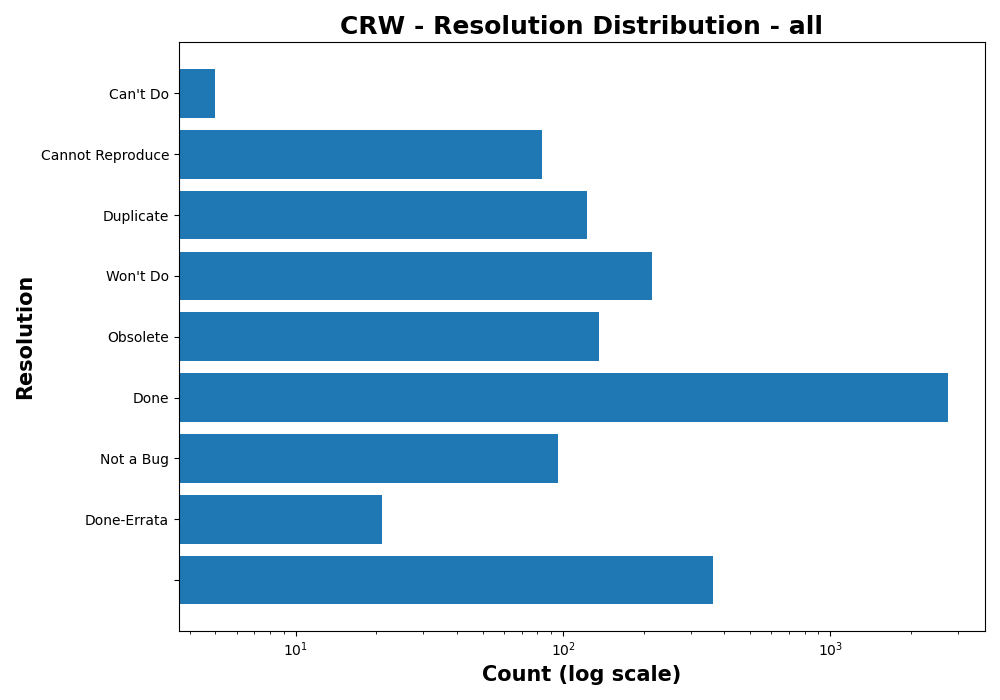 CRW - Resolution Distribution - all
Can't Do
Cannot Reproduce
Duplicate
Won't Do
Obsolete
Done
Not a Bug
Done-Errata
Resolution
10¹ 10² 10³
Count (log scale)